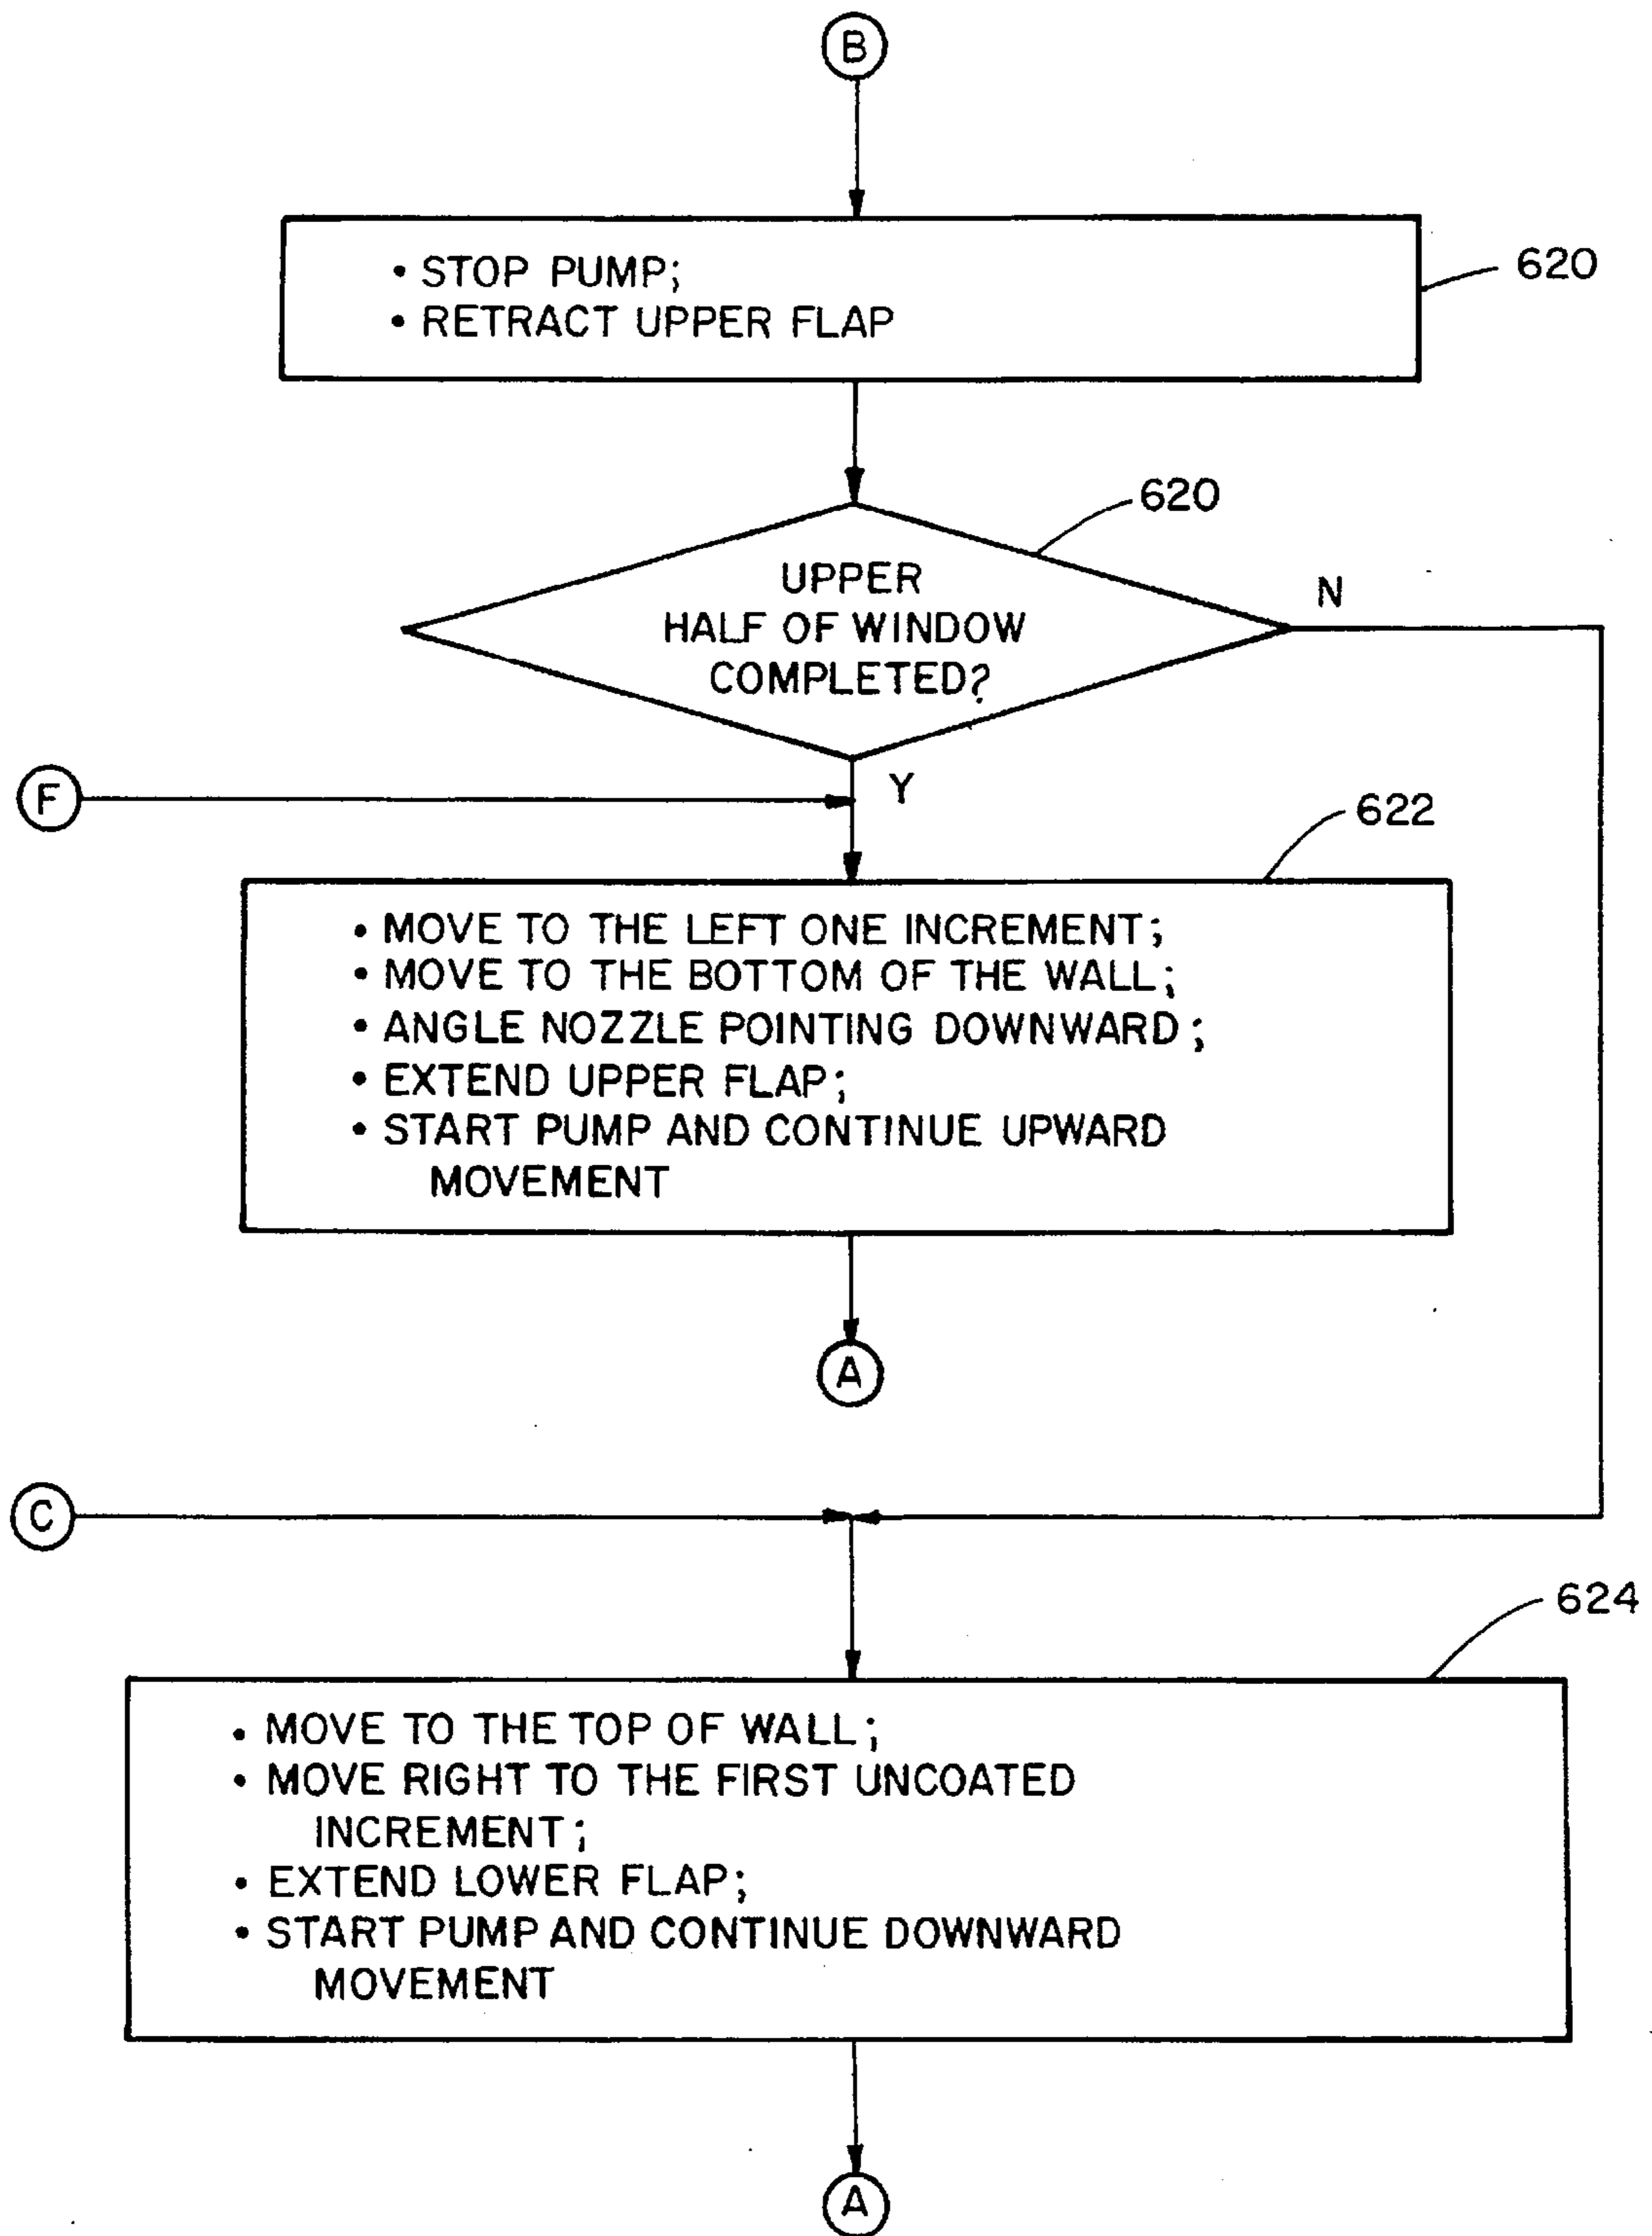 B
• STOP PUMP;
• RETRACT UPPER FLAP
620
620
UPPER
HALF OF WINDOW
COMPLETED?
N
Y
F
622
• MOVE TO THE LEFT ONE INCREMENT;
• MOVE TO THE BOTTOM OF THE WALL;
• ANGLE NOZZLE POINTING DOWNWARD;
• EXTEND UPPER FLAP;
• START PUMP AND CONTINUE UPWARD
MOVEMENT
A
C
624
• MOVE TO THE TOP OF WALL;
• MOVE RIGHT TO THE FIRST UNCOATED
INCREMENT;
• EXTEND LOWER FLAP;
• START PUMP AND CONTINUE DOWNWARD
MOVEMENT
A